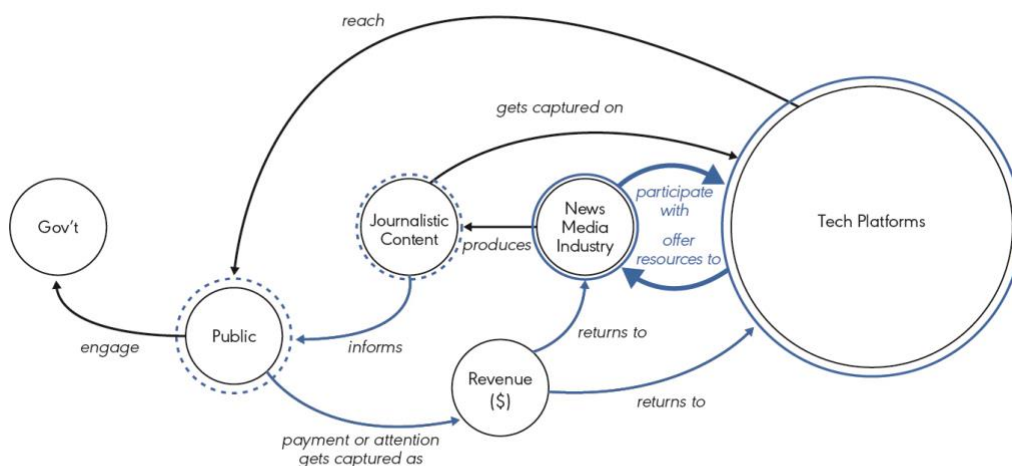 reach
gets captured on
Gov't
Journalistic
Content
News
Media
Industry
participate
with
offer
resources to
Tech Platforms
produces
Public
engage
informs
returns to
Revenue
($)
returns to
payment or attention
gets captured as